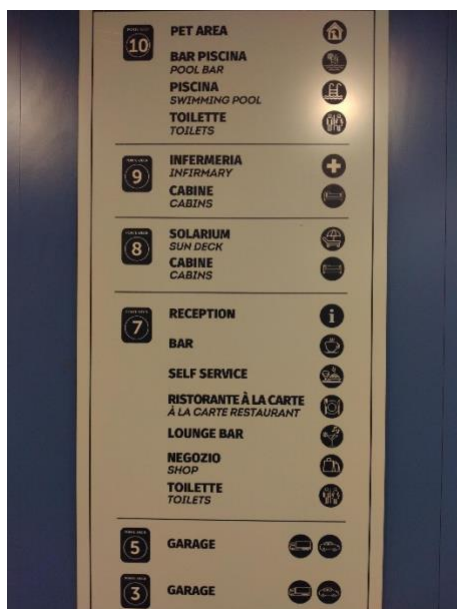 10
PET AREA
BAR PISCINA
POOL BAR
PISCINA
SWIMMING POOL
TOILETTE
TOILETS
9
INFERMERIA
INFIRMARY
CABINE
CABINS
8
SOLARIUM
SUN DECK
CABINE
CABINS
7
RECEPTION
BAR
SELF SERVICE
RISTORANTE À LA CARTE
À LA CARTE RESTAURANT
LOUNGE BAR
NEGOZIO
SHOP
TOILETTE
TOILETS
5
GARAGE
3
GARAGE